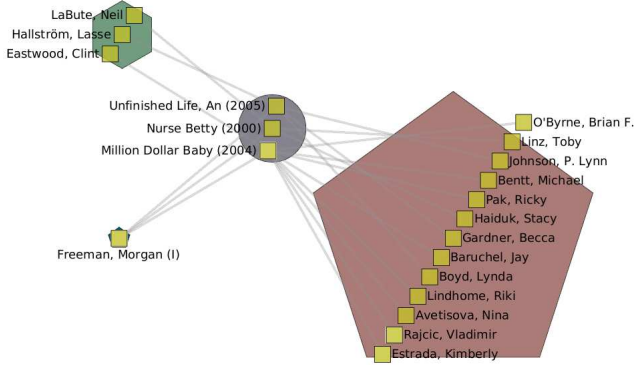 LaBute, Neil
Hallström, Lasse
Eastwood, Clint
Unfinished Life, An (2005)
Nurse Betty (2000)
Million Dollar Baby (2004)
Freeman, Morgan (I)
O'Byrne, Brian F.
Linz, Toby
Johnson, P. Lynn
Bentt, Michael
Pak, Ricky
Haiduk, Stacy
Gardner, Becca
Baruchel, Jay
Boyd, Lynda
Lindhome, Riki
Avetisova, Nina
Rajcic, Vladimir
Estrada, Kimberly